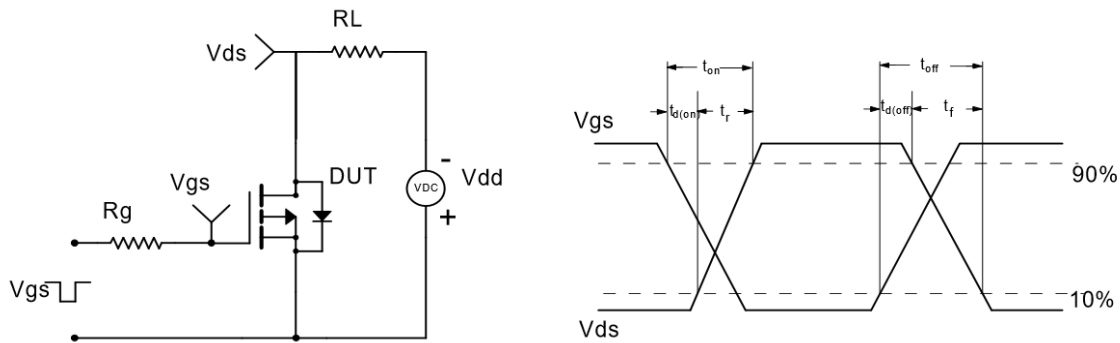 RL
Vds
-
VDC
Vdd
+
DUT
Vgs
Rg
Vgs
ton
toff
td(on)
tr
td(off)
tf
Vgs
90%
10%
Vds